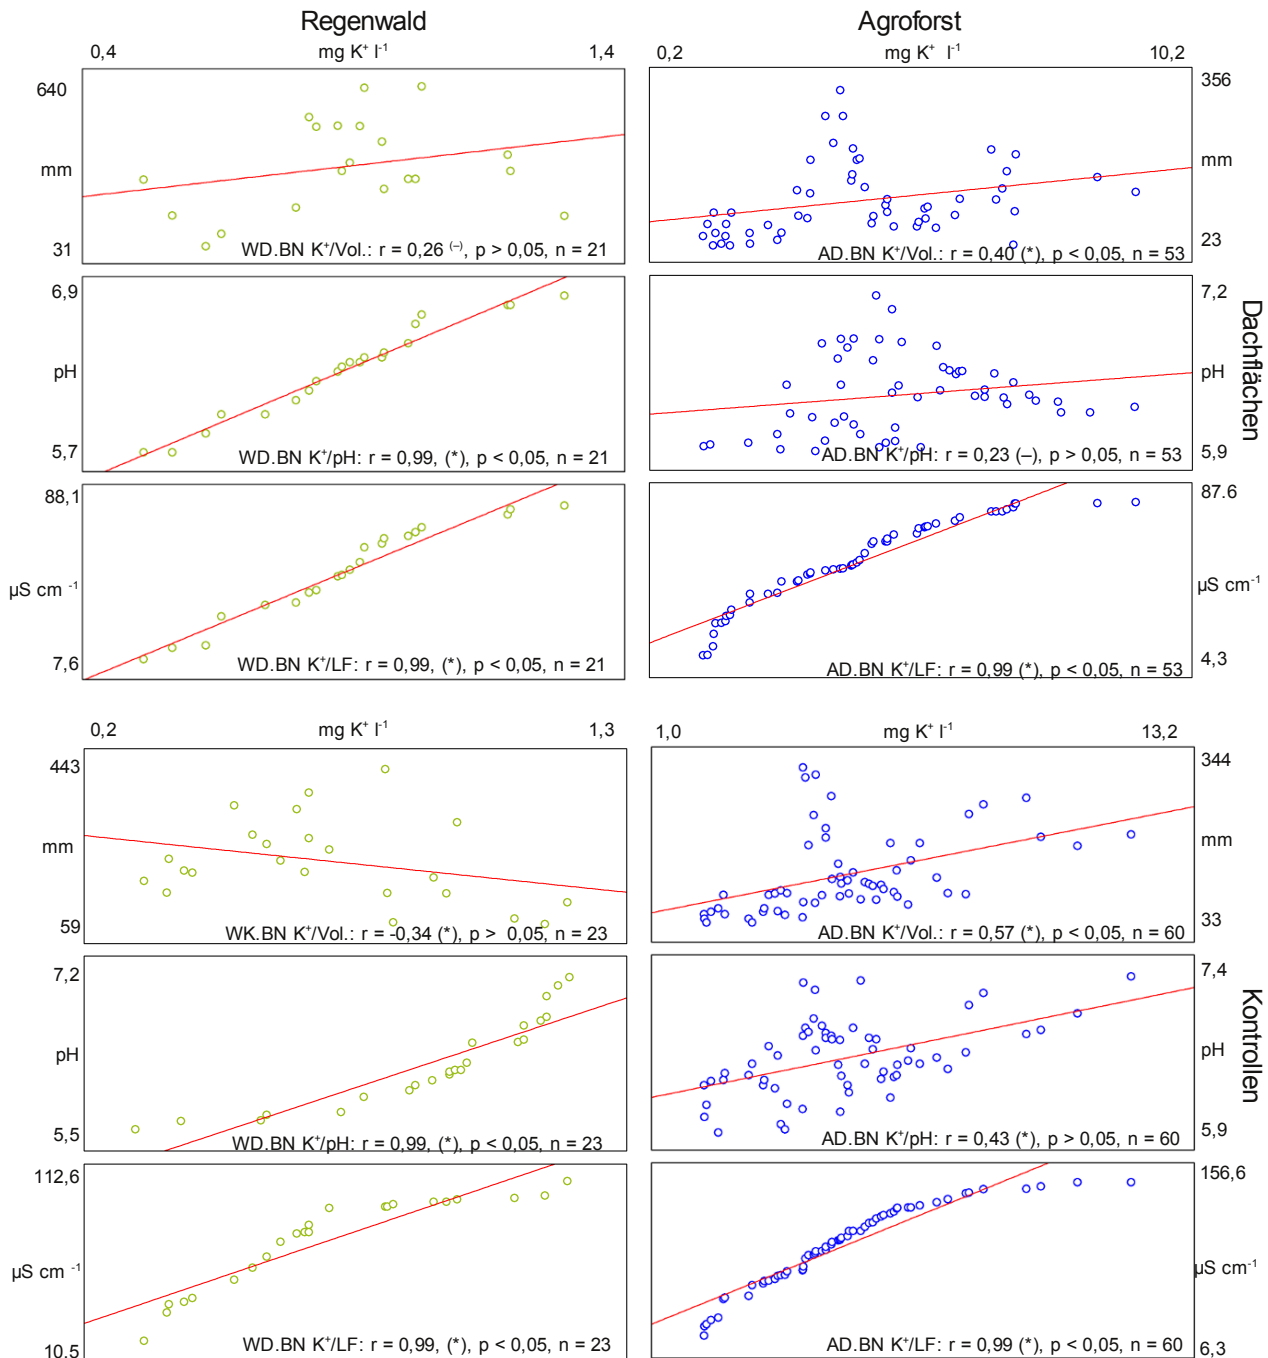 Regenwald
Agroforst
0,4 mg K⁺ l⁻¹ 1,4
0,2 mg K⁺ l⁻¹ 10,2
640
mm
31
WD.BN K⁺/Vol.: r = 0,26 ⁽⁻⁾, p > 0,05, n = 21
356
mm
23
AD.BN K⁺/Vol.: r = 0,40 (*), p < 0,05, n = 53
6,9
pH
5,7
WD.BN K⁺/pH: r = 0,99, (*), p < 0,05, n = 21
7,2
pH
5,9
AD.BN K⁺/pH: r = 0,23 (–), p > 0,05, n = 53
Dachflächen
88,1
µS cm ⁻¹
7,6
WD.BN K⁺/LF: r = 0,99, (*), p < 0,05, n = 21
87.6
µS cm⁻¹
4,3
AD.BN K⁺/LF: r = 0,99 (*), p < 0,05, n = 53
0,2 mg K⁺ l⁻¹ 1,3
1,0 mg K⁺ l⁻¹ 13,2
443
mm
59
WK.BN K⁺/Vol.: r = -0,34 (*), p > 0,05, n = 23
344
mm
33
AD.BN K⁺/Vol.: r = 0,57 (*), p < 0,05, n = 60
7,2
pH
5,5
WD.BN K⁺/pH: r = 0,99, (*), p < 0,05, n = 23
7,4
pH
5,9
AD.BN K⁺/pH: r = 0,43 (*), p > 0,05, n = 60
Kontrollen
112,6
µS cm ⁻¹
10,5
WD.BN K⁺/LF: r = 0,99, (*), p < 0,05, n = 23
156,6
µS cm⁻¹
6,3
AD.BN K⁺/LF: r = 0,99 (*), p < 0,05, n = 60